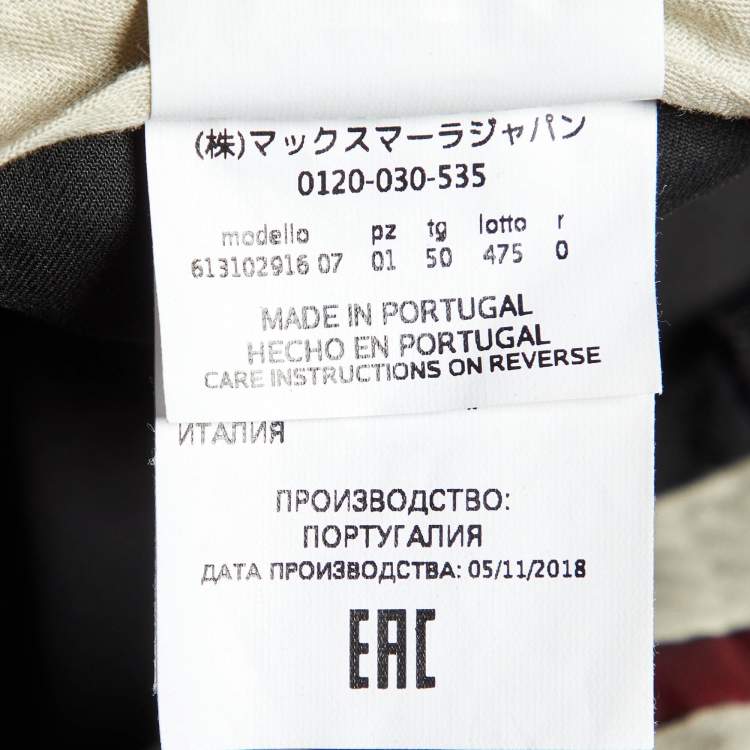 (株)マックスマーラジャパン
0120-030-535
modello pz tg lotto r
613102916 07 01 50 475 0
MADE IN PORTUGAL
HECHO EN PORTUGAL
CARE INSTRUCTIONS ON REVERSE
ИТАЛИЯ
ПРОИЗВОДСТВО:
ПОРТУГАЛИЯ
ДАТА ПРОИЗВОДСТВА: 05/11/2018
EAC